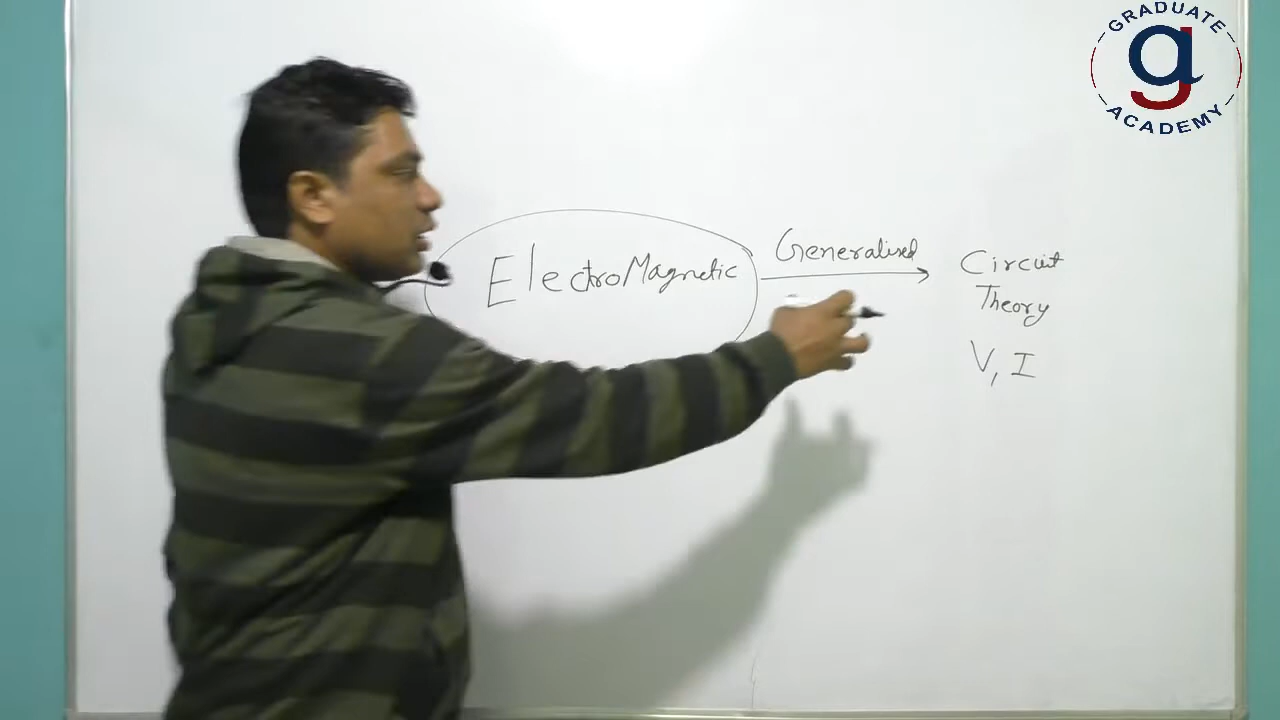 GRADUATE
g
ACADEMY
ElectroMagnetic
Generalised
Circuit
Theory
V, I